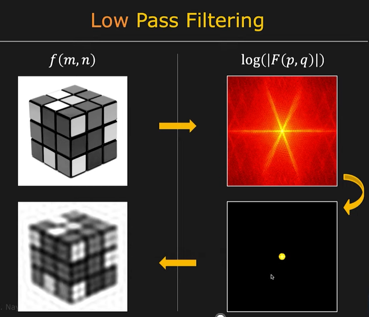 Low Pass Filtering
f(m,n)
log(|F(p,q)|)